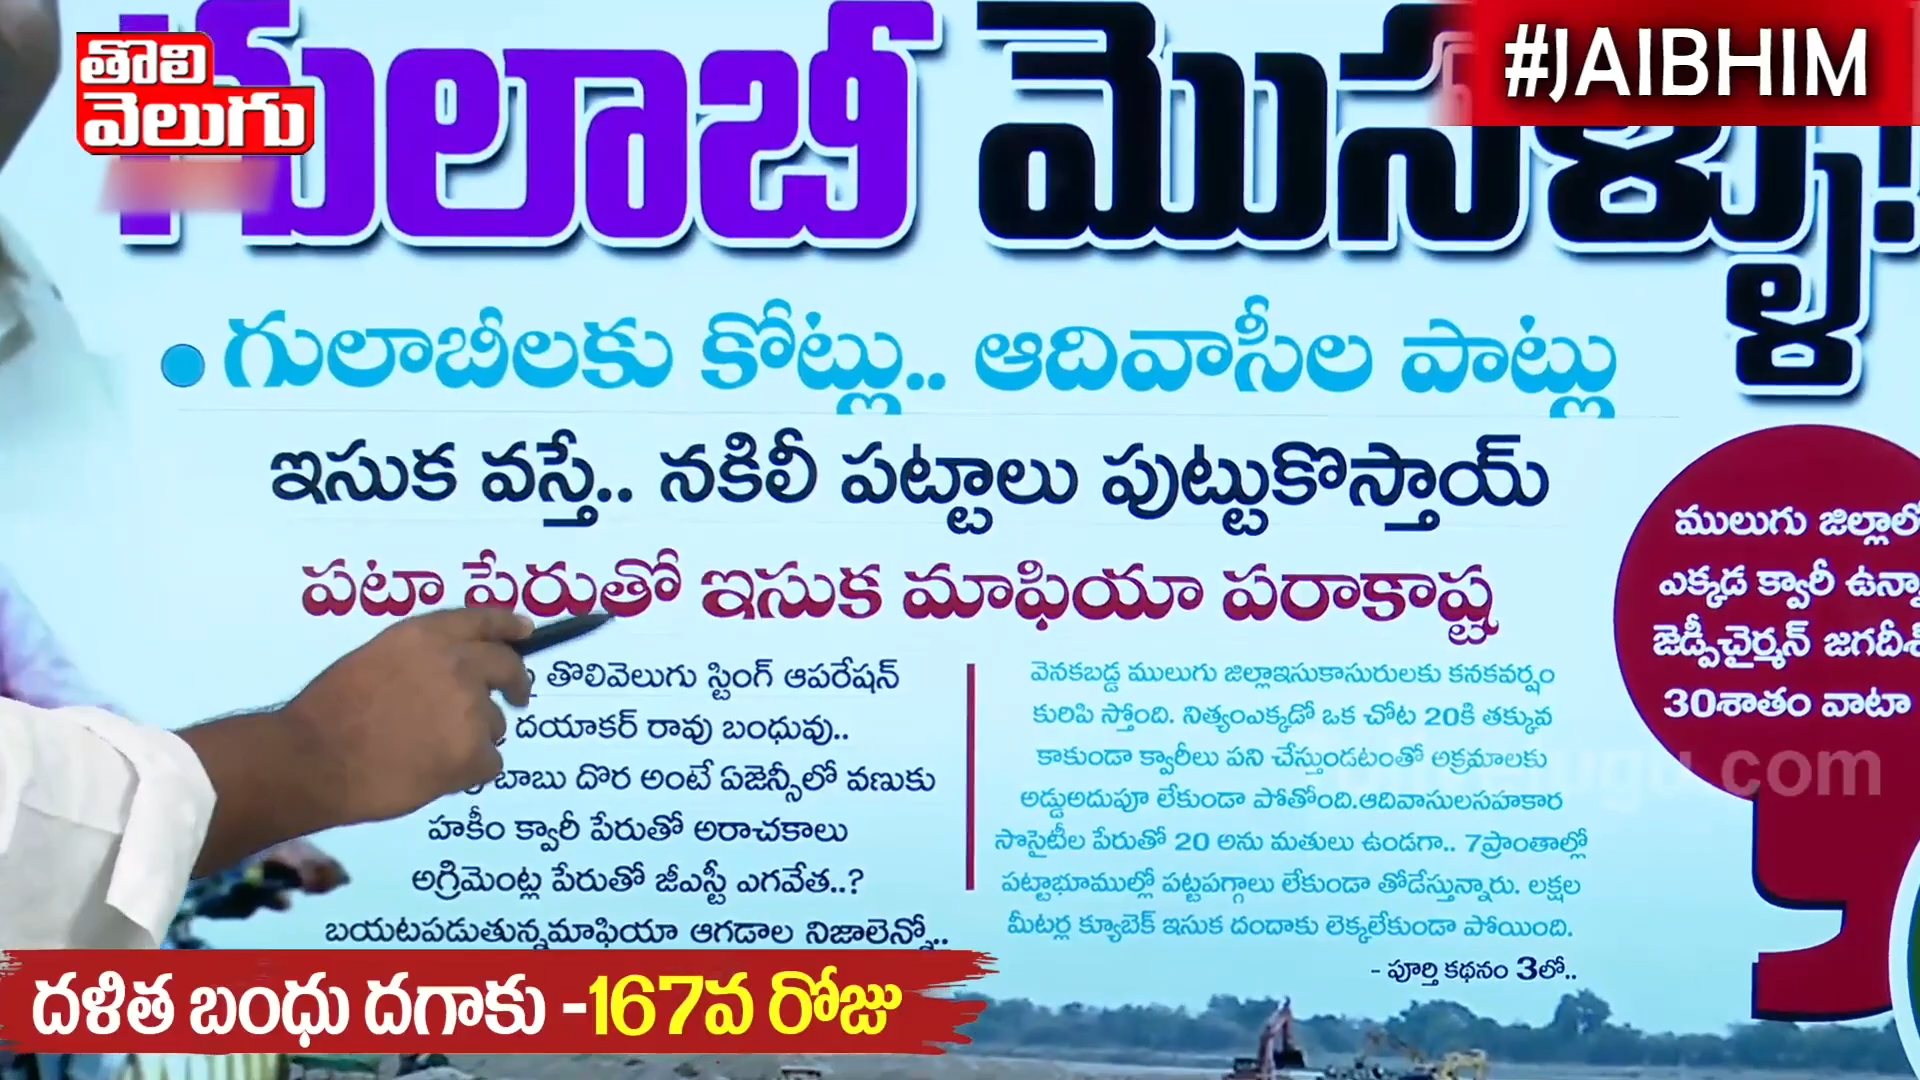 తొలి
వెలుగు
#JAIBHIM
గులాబీ
• గులాబీలకు కోట్లు.. ఆదివాసీల పాట్లు
ఇసుక వస్తే.. నకిలీ పట్టాలు పుట్టుకొస్తాయ్
పటా పేరుతో ఇసుక మాఫియా పరాకాష్ట
తొలివెలుగు స్టింగ్ ఆపరేషన్
దయాకర్ రావు బంధువు..
బాబు దొర అంటే ఏజెన్సీలో వణుకు
హకీం క్వారీ పేరుతో అరాచకాలు
అగ్రిమెంట్ల పేరుతో జీఎస్టీ ఎగవేత..?
బయటపడుతున్నమాఫియా ఆగడాల నిజాలెన్నో..
వెనకబడ్డ ములుగు జిల్లాఇసుకాసురులకు కనకవర్షం
కురిపి స్తోంది. నిత్యంఎక్కడో ఒక చోట 20కి తక్కువ
కాకుండా క్వారీలు పని చేస్తుండటంతో అక్రమాలకు
అడ్డుఅదుపూ లేకుండా పోతోంది.ఆదివాసులసహకార
సొసైటీల పేరుతో 20 అను మతులు ఉండగా.. 7ప్రాంతాల్లో
పట్టాభూముల్లో పట్టపగ్గాలు లేకుండా తోడేస్తున్నారు. లక్షల
మీటర్ల క్యూబెక్ ఇసుక దందాకు లెక్కలేకుండా పోయింది.
- పూర్తి కథనం 3లో..
ములుగు
ఎక్కడ క్వారీ
జెడ్పీచైర్మన్
30శాతం వాటా
దళిత బంధు దగాకు -167వ రోజు